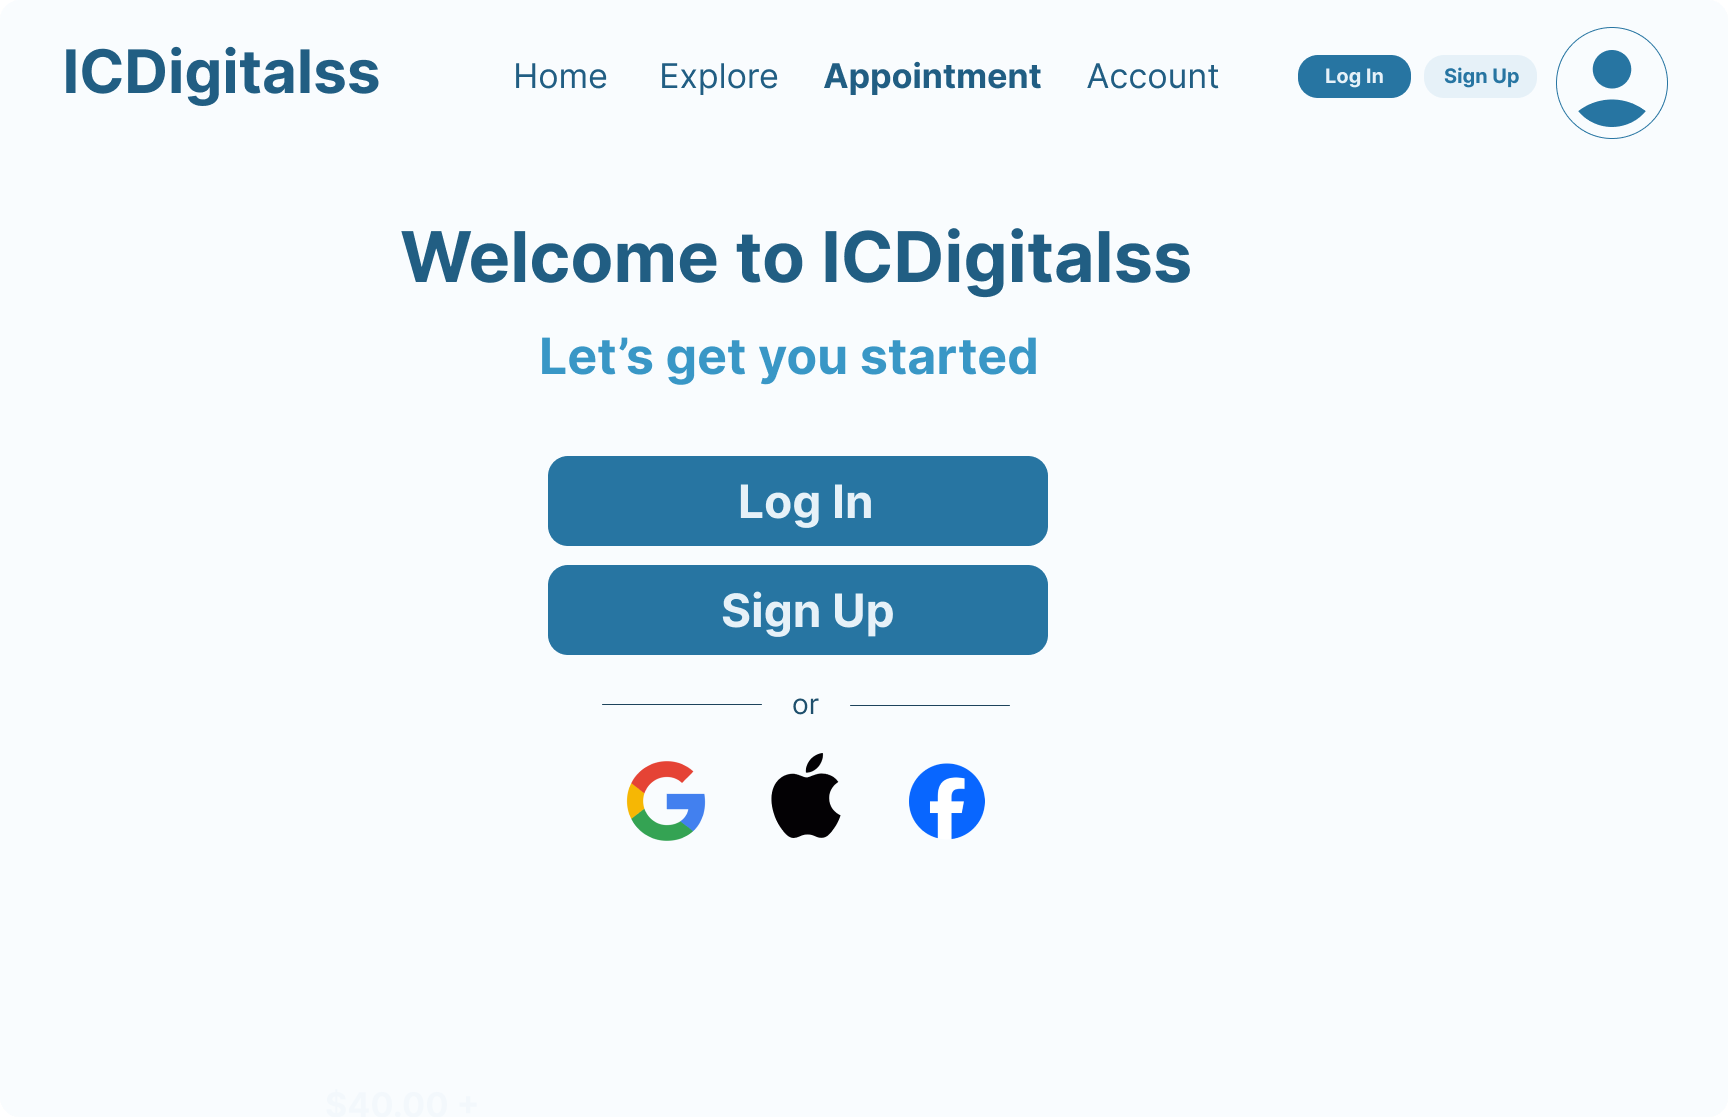 ICDigitalss Home Explore Appointment Account Log In Sign Up
Welcome to ICDigitalss
Let’s get you started
Log In
Sign Up
or
$40.00 +